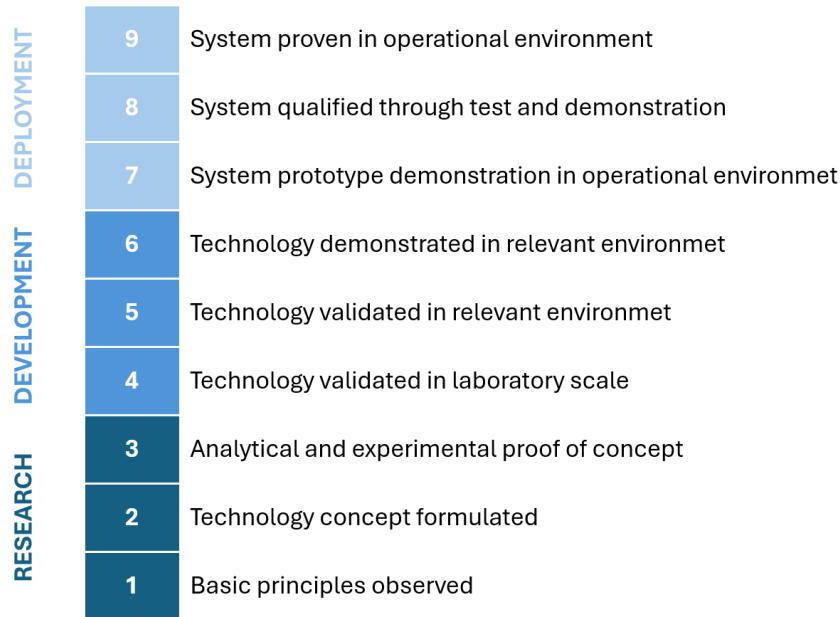 DEPLOYMENT
9 System proven in operational environment
8 System qualified through test and demonstration
7 System prototype demonstration in operational environmet
DEVELOPMENT
6 Technology demonstrated in relevant environmet
5 Technology validated in relevant environmet
4 Technology validated in laboratory scale
RESEARCH
3 Analytical and experimental proof of concept
2 Technology concept formulated
1 Basic principles observed